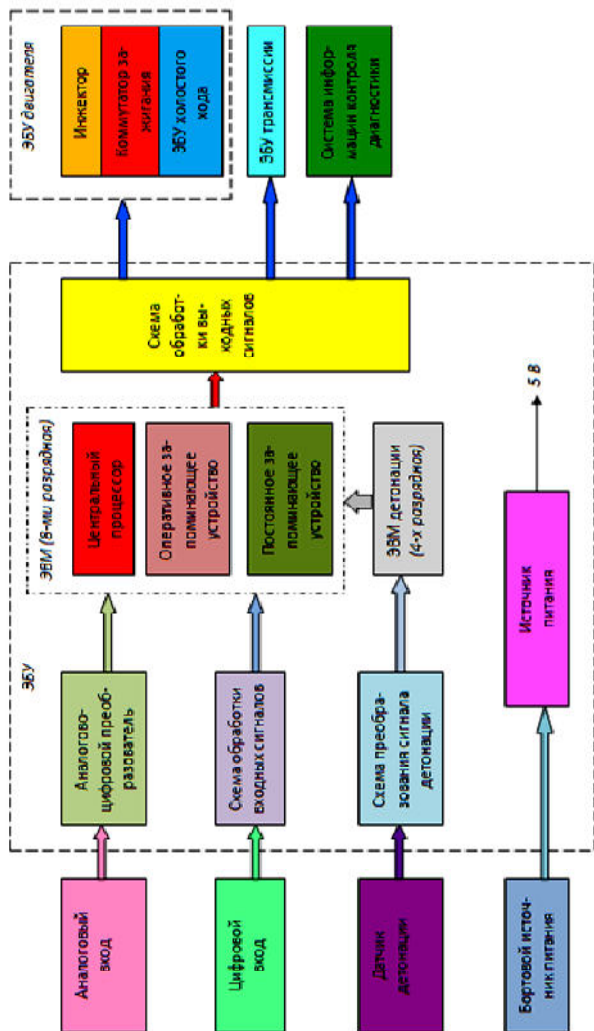 ЭБУ двигателя
Инжектор
Коммутатор за-
жигания
ЭБУ холостого
хода
ЭБУ трансмиссии
Система инфор-
мации контроля
диагностики
Схема
обработ-
ки вы-
ходных
сигналов
ЭВМ (8-ми разрядная)
Центральный
процессор
Оперативное за-
поминающее
устройство
Постоянное за-
поминающее
устройство
ЭВМ детонации
(4-х разрядная)
5 В
Источник
питания
ЭБУ
Аналогово-
цифровой преоб-
разователь
Схема обработки
входных сигналов
Схема преобра-
зования сигнала
детонации
Аналоговый
вход
Цифровой
вход
Датчик
детонации
Бортовой источ-
ник питания